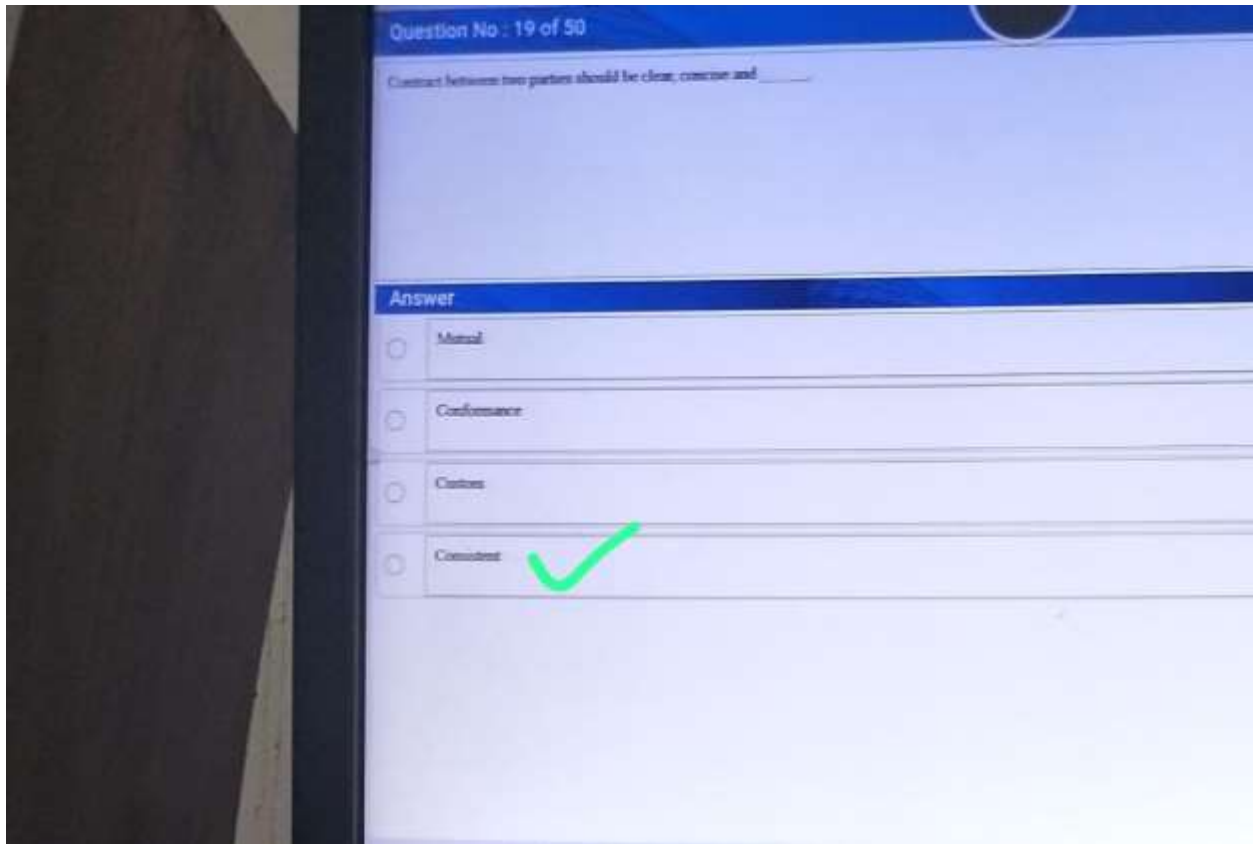 Question No : 19 of 50
Contract between two parties should be clear, concise and ______.
Answer
Mutual
Conformance
Custom
Consistent